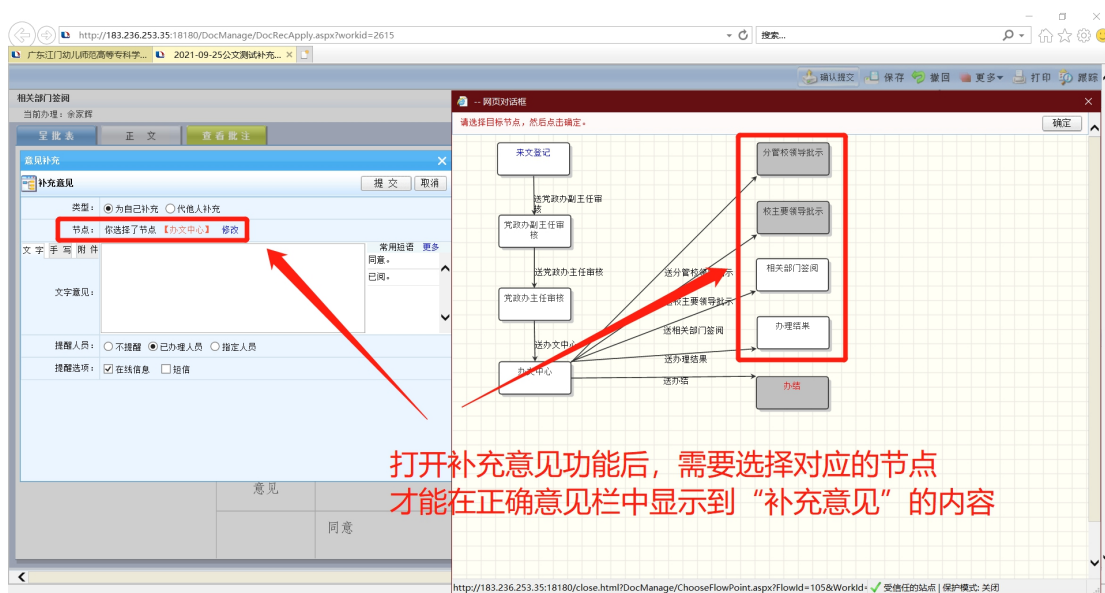 http://183.236.253.35:18180/DocManage/DocRecApply.aspx?workid=2615
搜索...
广东江门幼儿师范高等专科学...
2021-09-25公文测试补充...
确认提交 保存 撤回 更多 打印 跟踪
相关部门签阅
当前办理：余家辉
呈批表 正文 查看批注
意见补充
补充意见 提交 取消
类型： 为自己补充 代他人补充
节点： 你选择了节点 【办文中心】 修改
文字 手写 附件 常用短语 更多
同意。
已阅。
文字意见：
提醒人员： 不提醒 已办理人员 指定人员
提醒选项： 在线信息 短信
意见
同意
-- 网页对话框
请选择目标节点，然后点击确定。 确定
来文登记
送党政办副主任审核
党政办副主任审核
送党政办主任审核
党政办主任审核
送办文中心
办文中心
分管校领导批示
校主要领导批示
相关部门签阅
办理结果
办结
送相关部门签阅
送办理结果
送办结
打开补充意见功能后，需要选择对应的节点
才能在正确意见栏中显示到“补充意见”的内容
http://183.236.253.35:18180/close.html?DocManage/ChooseFlowPoint.aspx?FlowId=105&WorkId=
受信任的站点 | 保护模式: 关闭